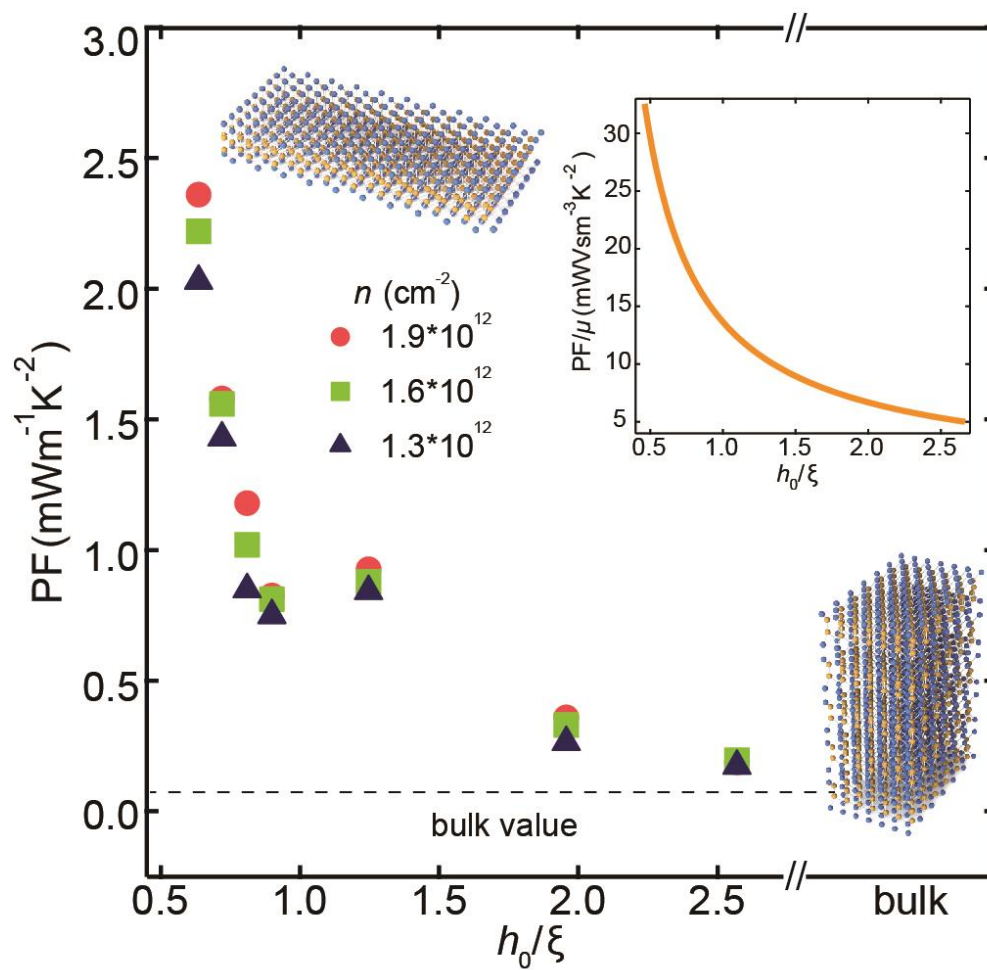 PF (mWm-1K-2)
3.0
2.5
2.0
1.5
1.0
0.5
0.0
n (cm-2)
1.9*10^12
1.6*10^12
1.3*10^12
PF/μ (mWVsm-3K-2)
30
25
20
15
10
5
0.5 1.0 1.5 2.0 2.5
h0/ξ
bulk value
0.5 1.0 1.5 2.0 2.5 bulk
h0/ξ